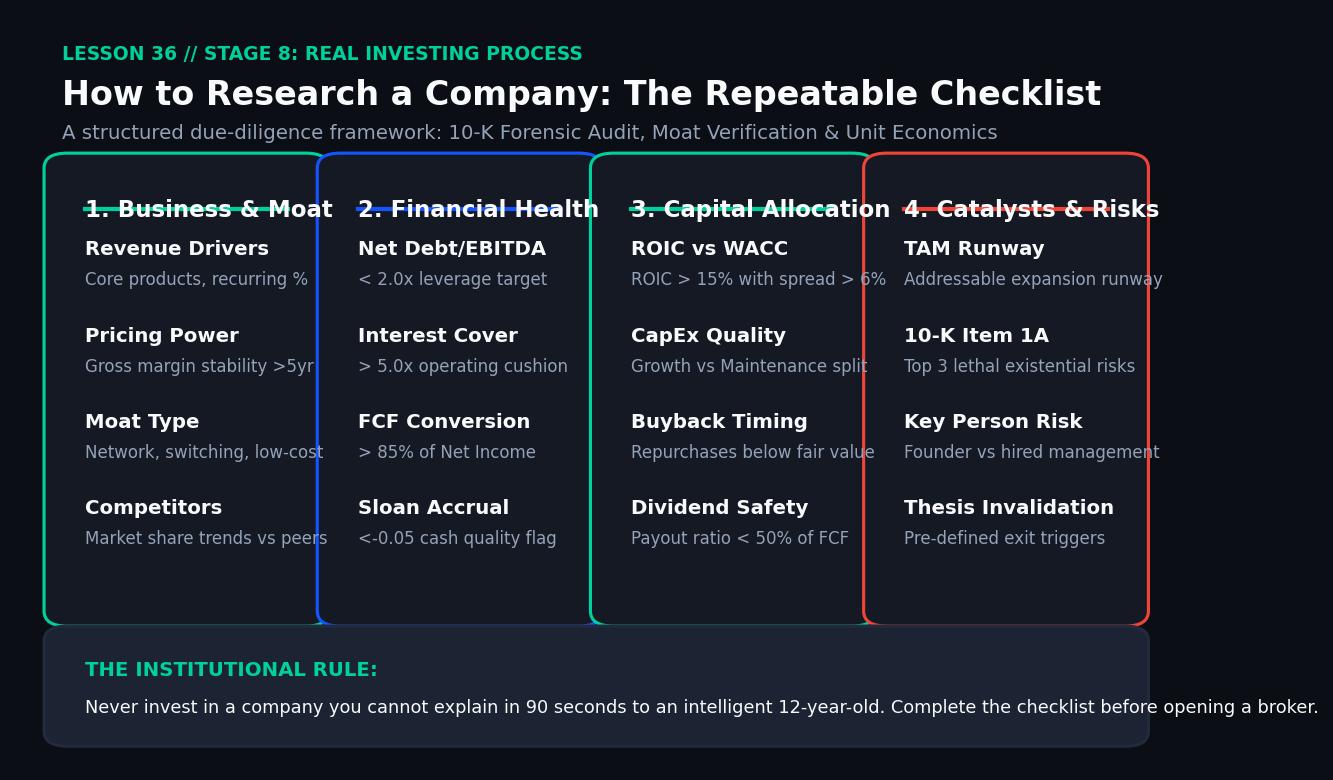 LESSON 36 // STAGE 8: REAL INVESTING PROCESS
How to Research a Company: The Repeatable Checklist
A structured due-diligence framework: 10-K Forensic Audit, Moat Verification & Unit Economics
1. Business & Moat
Revenue Drivers
Core products, recurring %
Pricing Power
Gross margin stability >5yr
Moat Type
Network, switching, low-cost
Competitors
Market share trends vs peers
2. Financial Health
Net Debt/EBITDA
< 2.0x leverage target
Interest Cover
> 5.0x operating cushion
FCF Conversion
> 85% of Net Income
Sloan Accrual
<-0.05 cash quality flag
3. Capital Allocation
ROIC vs WACC
ROIC > 15% with spread > 6%
CapEx Quality
Growth vs Maintenance split
Buyback Timing
Repurchases below fair value
Dividend Safety
Payout ratio < 50% of FCF
4. Catalysts & Risks
TAM Runway
Addressable expansion runway
10-K Item 1A
Top 3 lethal existential risks
Key Person Risk
Founder vs hired management
Thesis Invalidation
Pre-defined exit triggers
THE INSTITUTIONAL RULE:
Never invest in a company you cannot explain in 90 seconds to an intelligent 12-year-old. Complete the checklist before opening a broker.